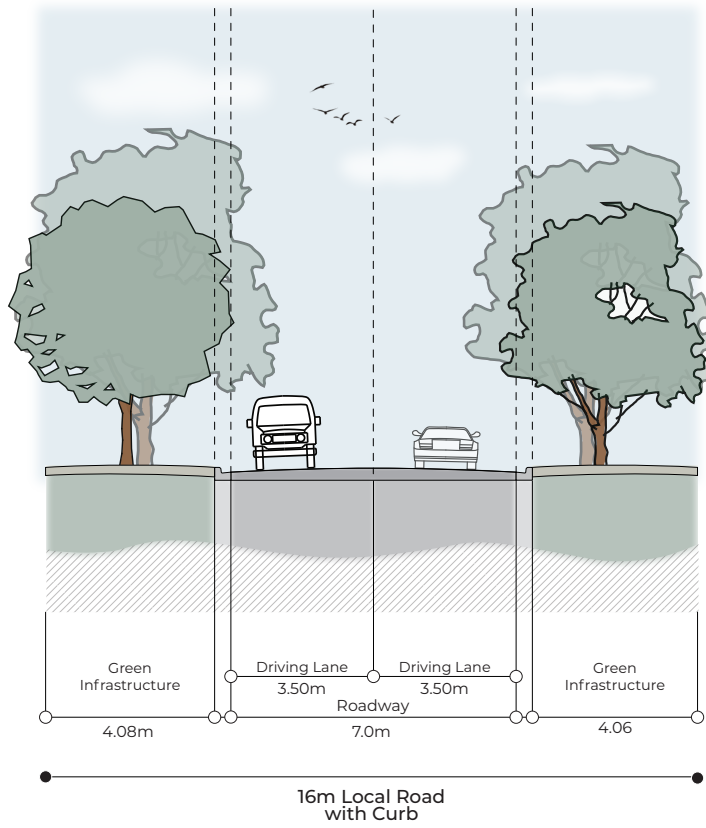 Green
Infrastructure
Driving Lane
3.50m
Driving Lane
3.50m
Green
Infrastructure
Roadway
4.08m
7.0m
4.06
16m Local Road
with Curb